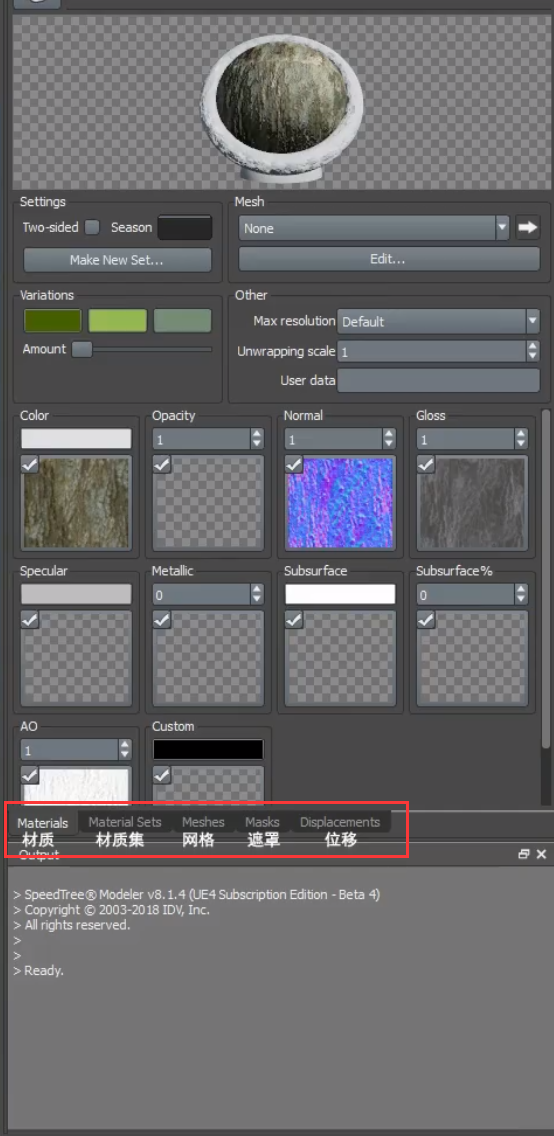 Settings
Mesh
Two-sided Season
None
Make New Set...
Edit...
Variations
Other
Max resolution Default
Amount
Unwrapping scale 1
User data
Color Opacity Normal Gloss
1 1 1
Specular Metallic Subsurface Subsurface%
0 0
AO Custom
1
Materials Material Sets Meshes Masks Displacements
材质 材质集 网格 遮罩 位移
Output
> SpeedTree® Modeler v8.1.4 (UE4 Subscription Edition - Beta 4)
> Copyright © 2003-2018 IDV, Inc.
> All rights reserved.
>
>
> Ready.